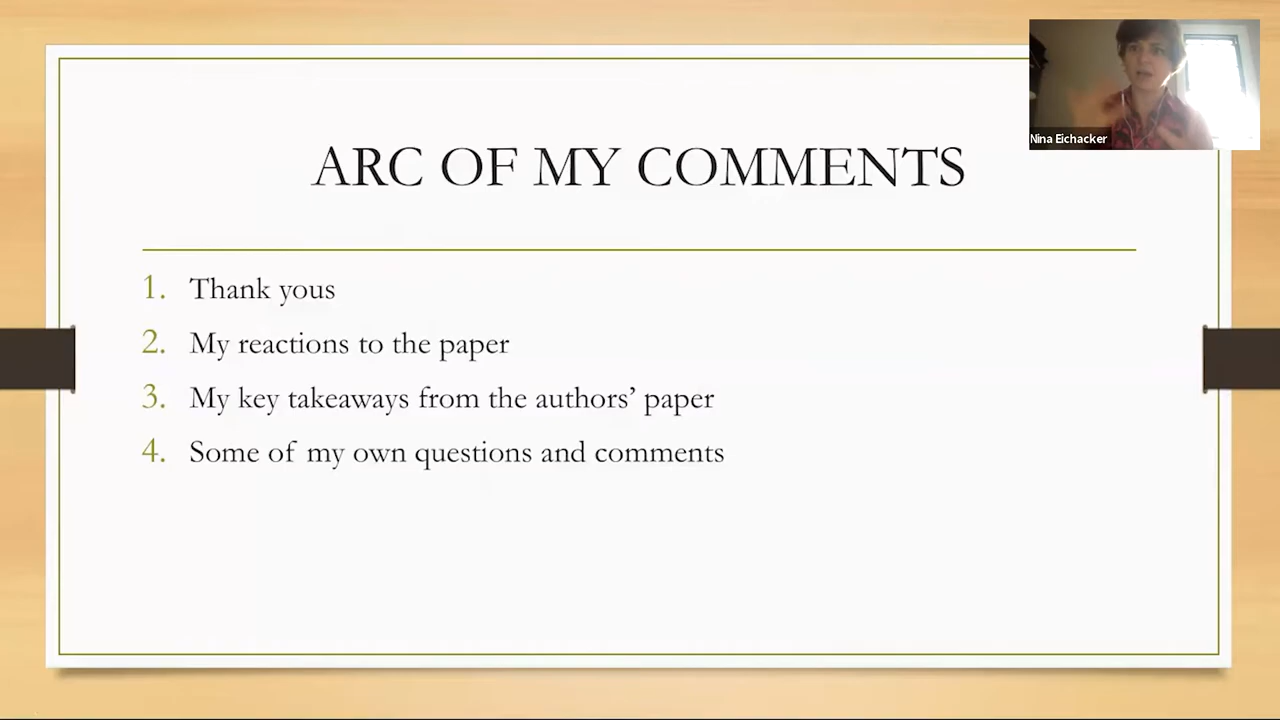 Nina Eichacker
ARC OF MY COMMENTS
1. Thank yous
2. My reactions to the paper
3. My key takeaways from the authors’ paper
4. Some of my own questions and comments